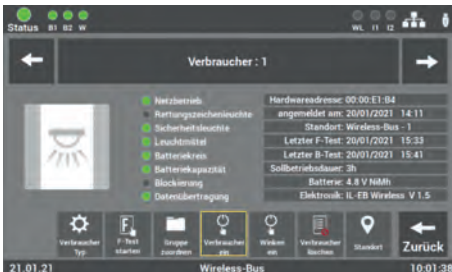 Status B1 B2 W WL I1 I2
Verbraucher : 1
Netzbetrieb
Rettungszeichenleuchte
Sicherheitsleuchte
Leuchtmittel
Batteriekreis
Batteriekapazität
Blockierung
Datenübertragung
Hardwareadresse: 00:00:E1:B4
angemeldet am: 20/01/2021 14:11
Standort: Wireless-Bus - 1
Letzter F-Test: 20/01/2021 15:33
Letzter B-Test: 20/01/2021 15:41
Sollbetriebsdauer: 3h
Batterie: 4.8 V NiMh
Elektronik: IL-EB Wireless V 1.5
Verbraucher
Typ
F-Test
starten
Gruppe
zuordnen
Verbraucher
ein
Winken
ein
Verbraucher
löschen
Standort
Zurück
21.01.21 Wireless-Bus 10:01:38